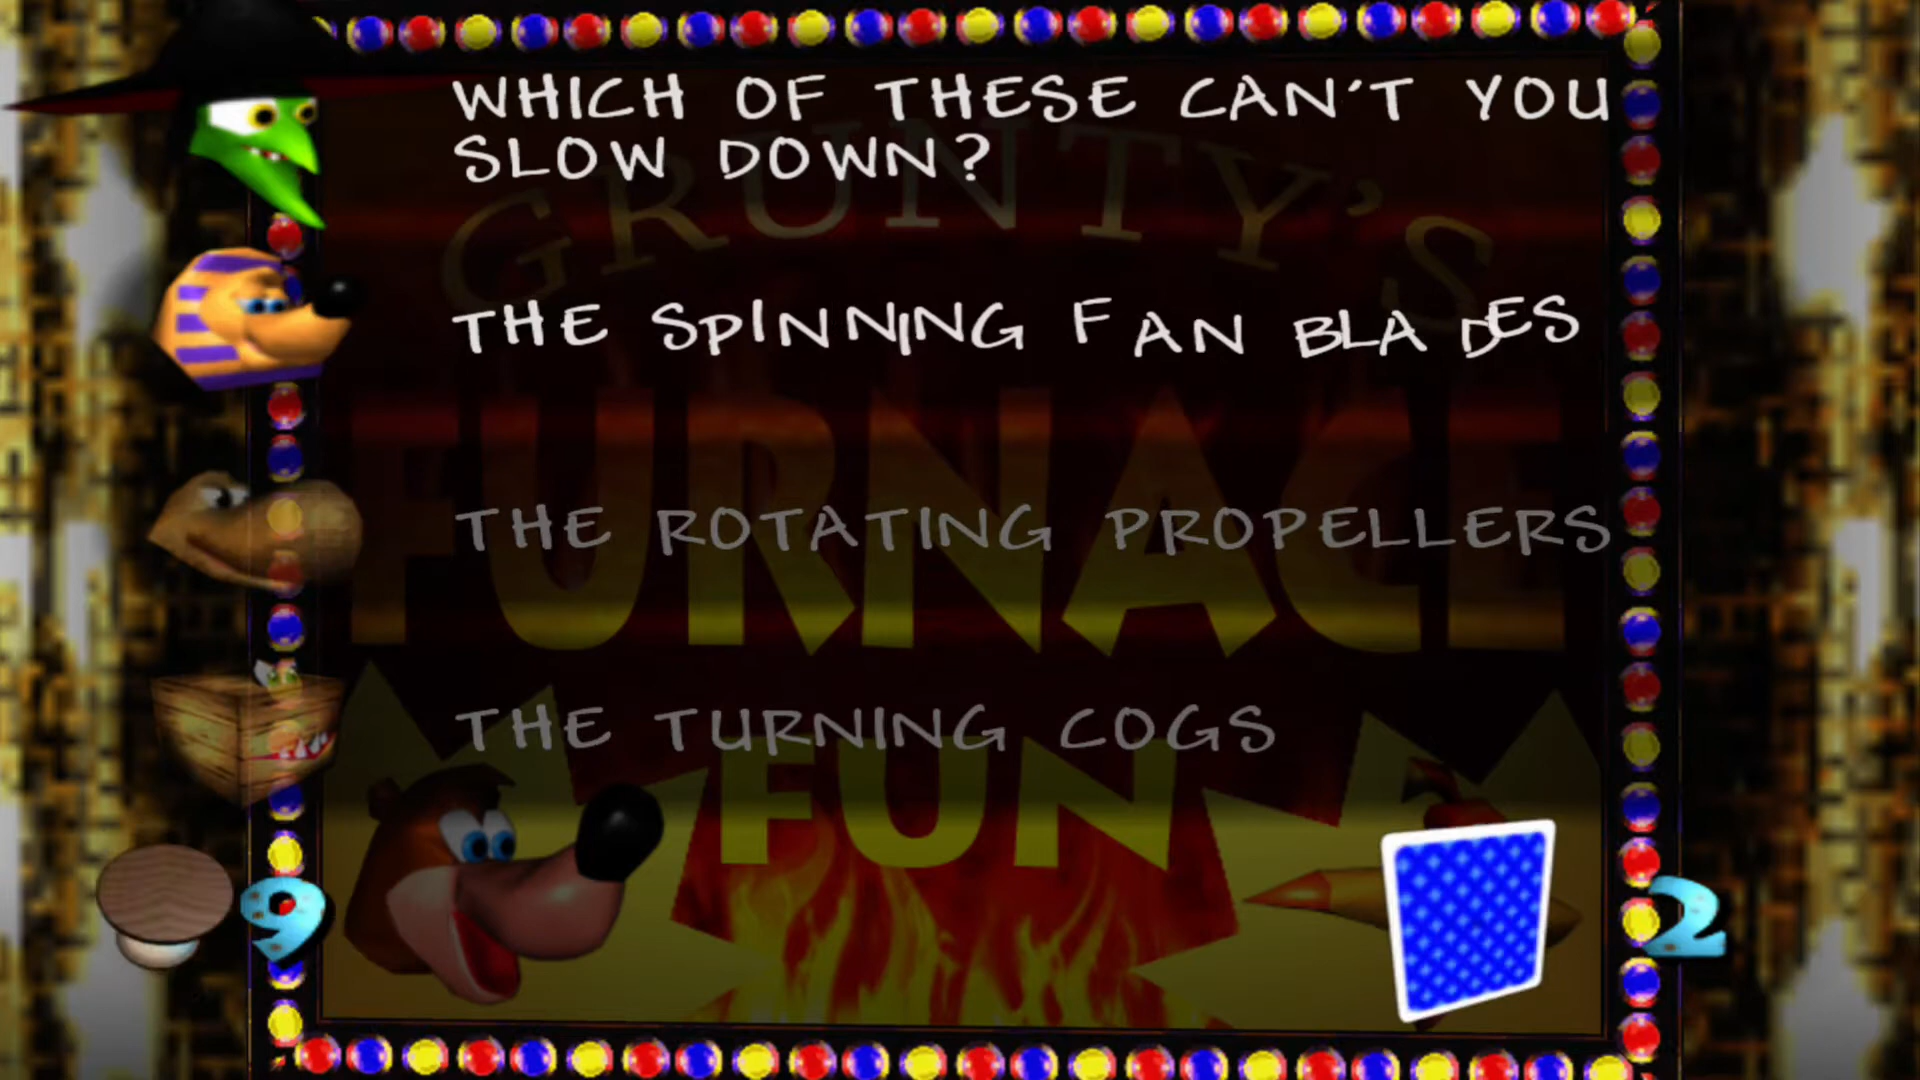 WHICH OF THESE CAN'T YOU
SLOW DOWN?
GRUNTY'S
THE SPINNING FAN BLADES
FURNACE
THE ROTATING PROPELLERS
THE TURNING COGS
FUN
9
2